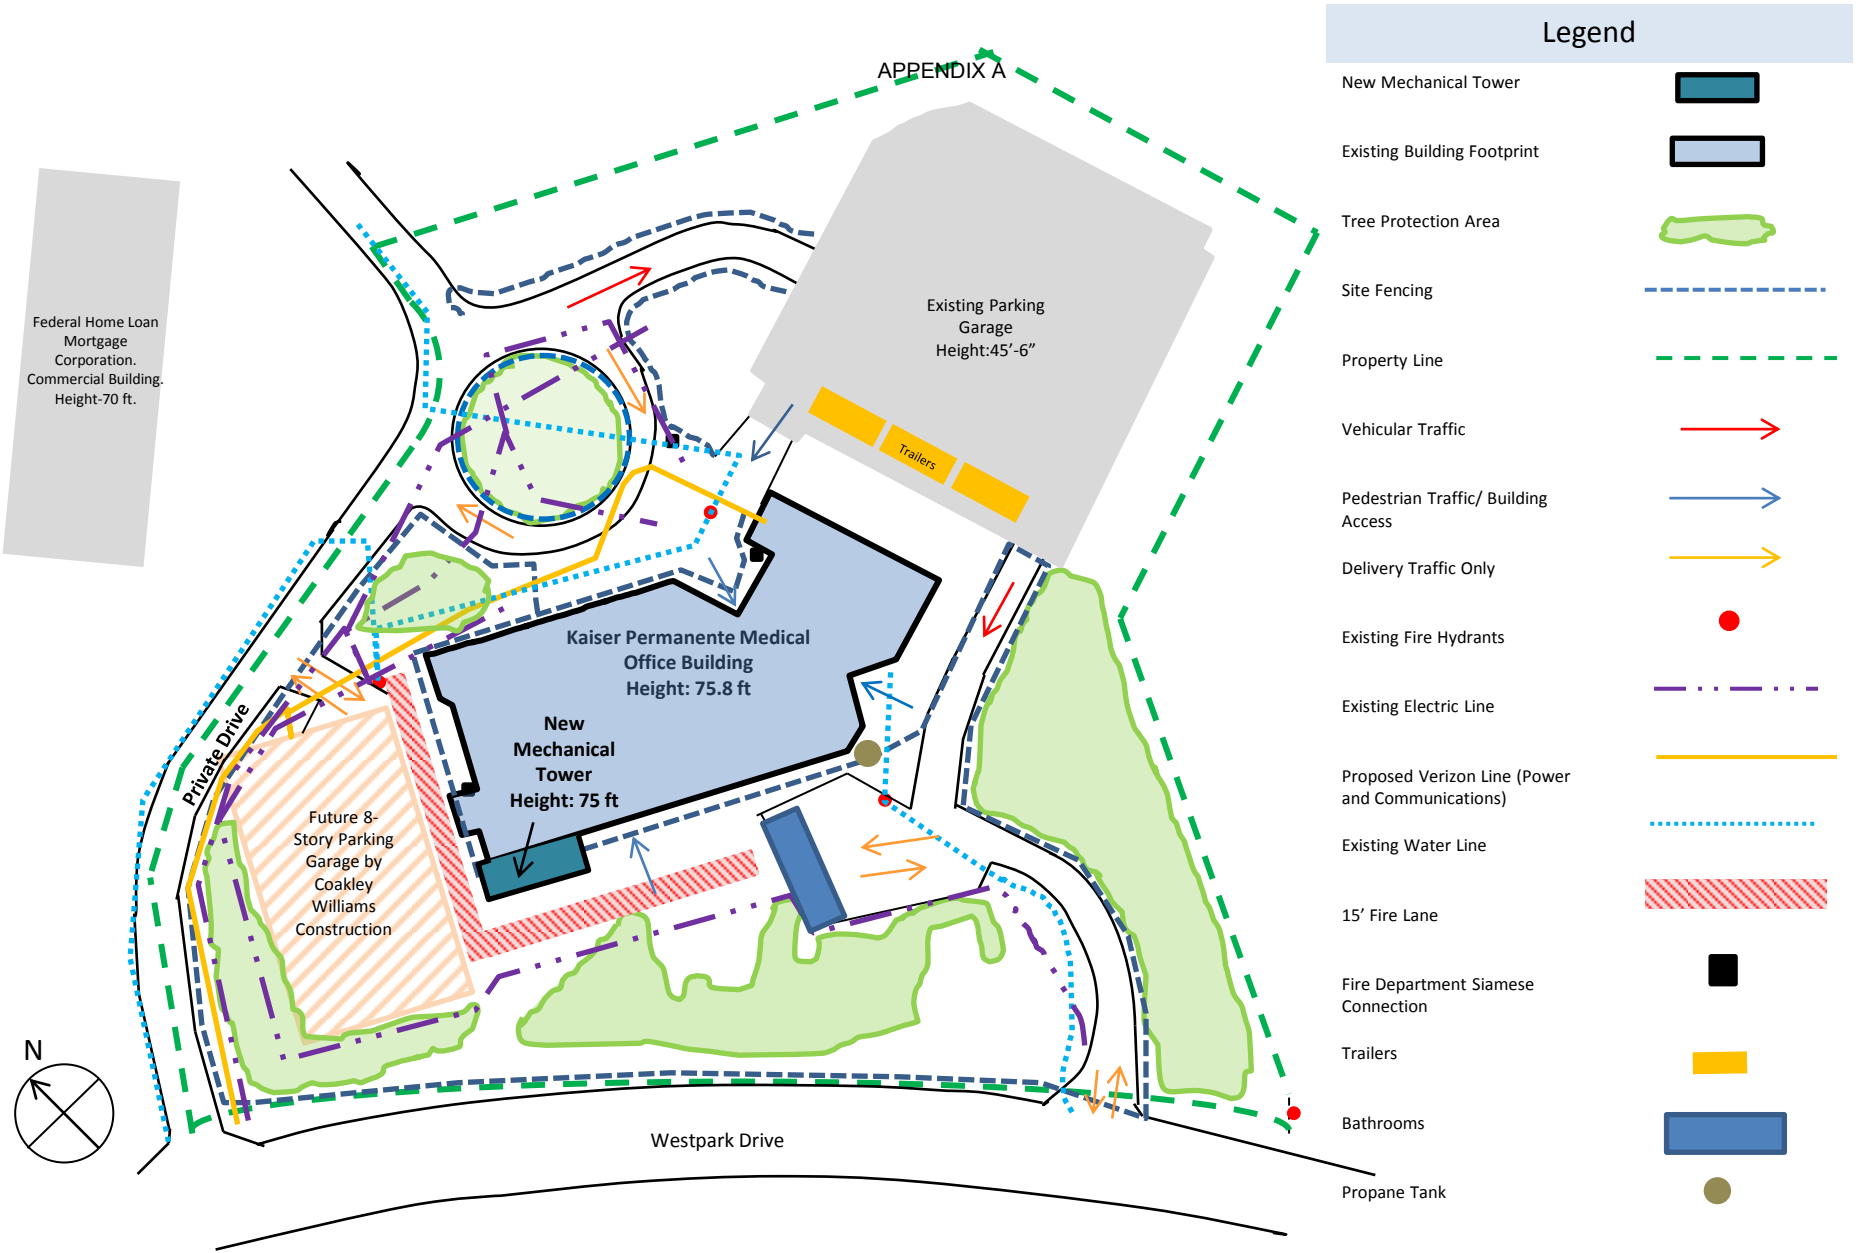 APPENDIX A
Federal Home Loan
Mortgage
Corporation.
Commercial Building.
Height-70 ft.
Existing Parking
Garage
Height:45’-6”
Trailers
Kaiser Permanente Medical
Office Building
Height: 75.8 ft
New
Mechanical
Tower
Height: 75 ft
Private Drive
Future 8-
Story Parking
Garage by
Coakley
Williams
Construction
N
Westpark Drive
Legend
New Mechanical Tower
Existing Building Footprint
Tree Protection Area
Site Fencing
Property Line
Vehicular Traffic
Pedestrian Traffic/ Building
Access
Delivery Traffic Only
Existing Fire Hydrants
Existing Electric Line
Proposed Verizon Line (Power
and Communications)
Existing Water Line
15’ Fire Lane
Fire Department Siamese
Connection
Trailers
Bathrooms
Propane Tank